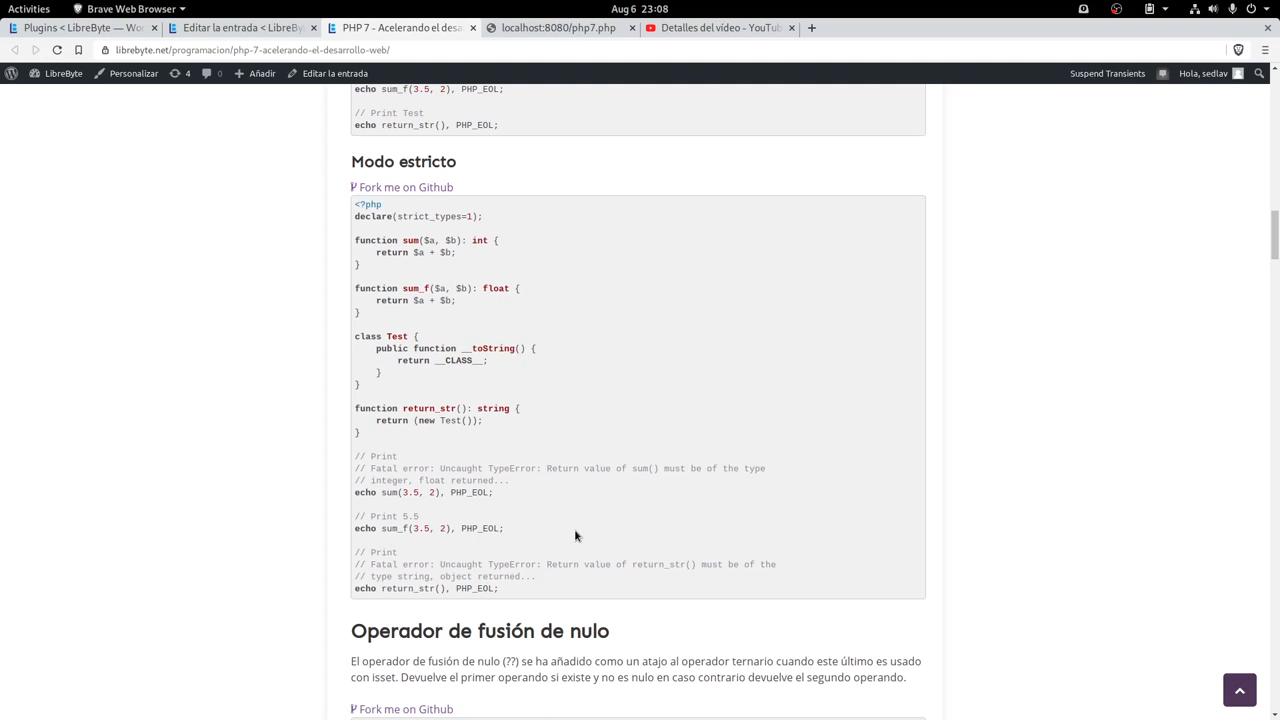 Activities
Brave Web Browser
Aug 6 23:08
Plugins < LibreByte — Wo
Editar la entrada < LibreB
PHP 7 - Acelerando el desa
localhost:8080/php7.php
Detalles del vídeo - YouTu
librebyte.net/programacion/php-7-acelerando-el-desarrollo-web/
LibreByte
Personalizar
4
0
Añadir
Editar la entrada
Suspend Transients
Hola, sedlav
echo sum_f(3.5, 2), PHP_EOL;
// Print Test
echo return_str(), PHP_EOL;
Modo estricto
Fork me on Github
<?php
declare(strict_types=1);
function sum($a, $b): int {
return $a + $b;
}
function sum_f($a, $b): float {
return $a + $b;
}
class Test {
public function __toString() {
return __CLASS__;
}
}
function return_str(): string {
return (new Test());
}
// Print
// Fatal error: Uncaught TypeError: Return value of sum() must be of the type
// integer, float returned...
echo sum(3.5, 2), PHP_EOL;
// Print 5.5
echo sum_f(3.5, 2), PHP_EOL;
// Print
// Fatal error: Uncaught TypeError: Return value of return_str() must be of the
// type string, object returned...
echo return_str(), PHP_EOL;
Operador de fusión de nulo
El operador de fusión de nulo (??) se ha añadido como un atajo al operador ternario cuando este último es usado
con isset. Devuelve el primer operando si existe y no es nulo en caso contrario devuelve el segundo operando.
Fork me on Github